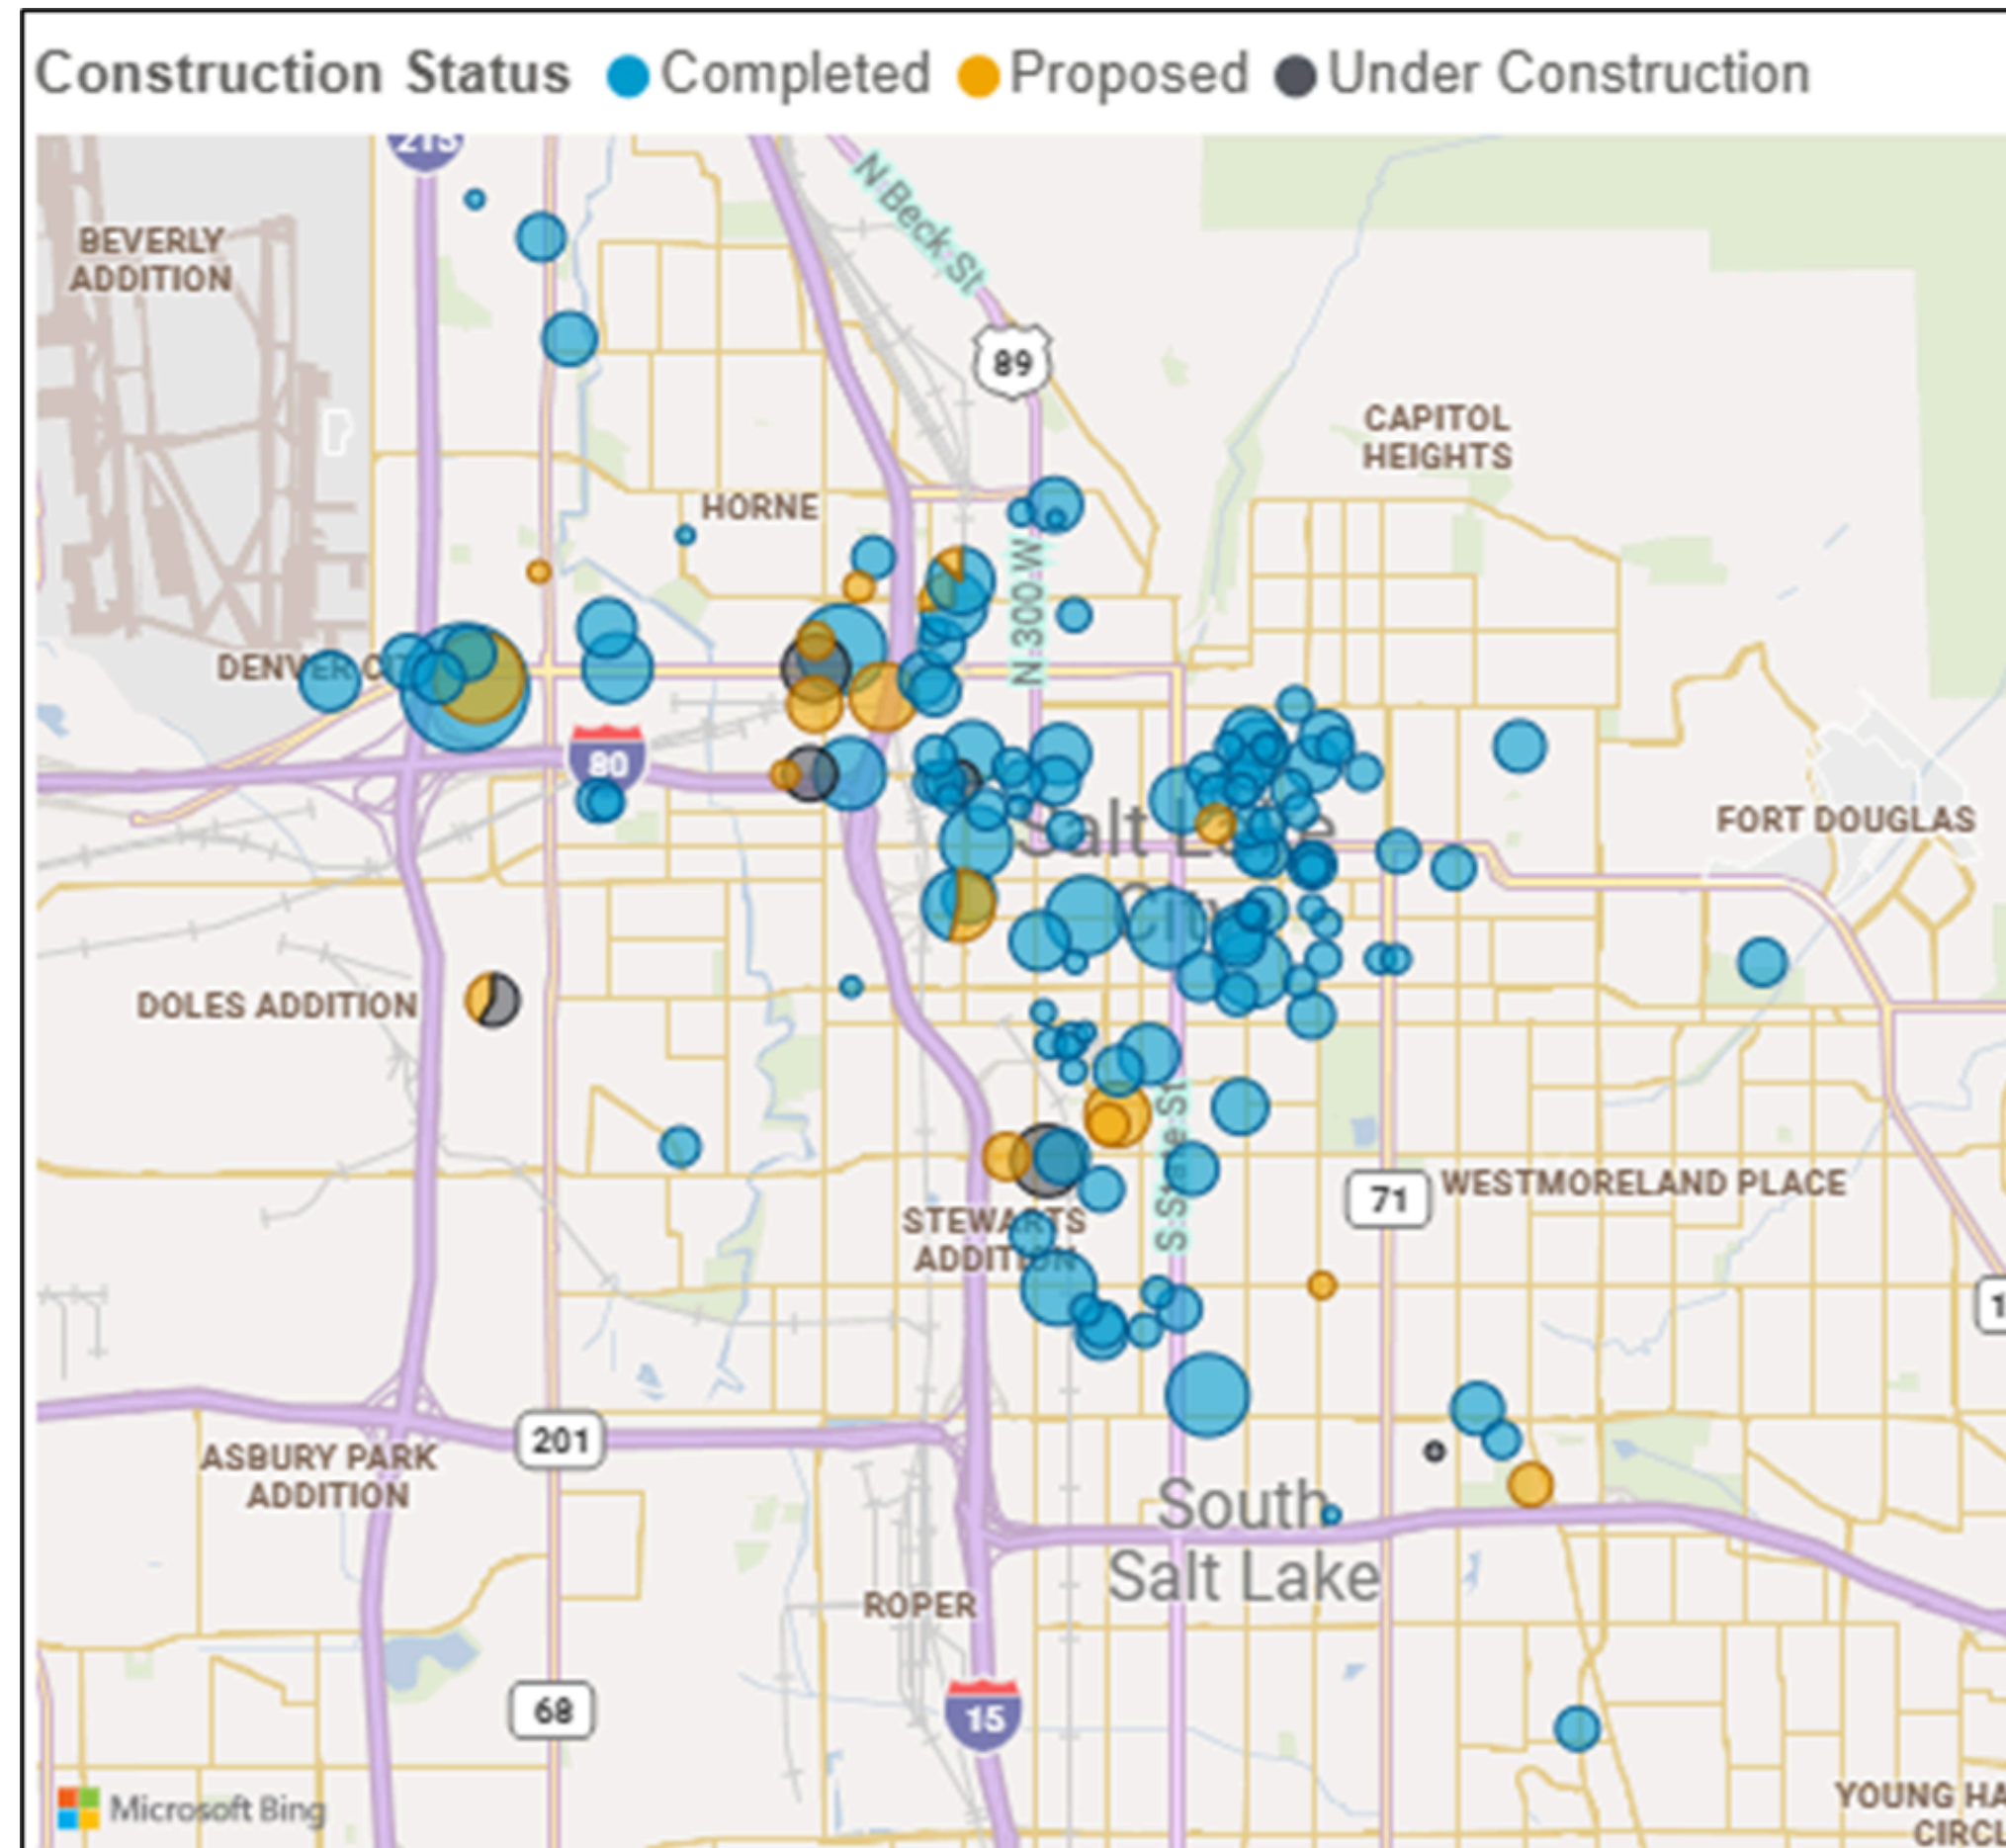 Construction Status Completed Proposed Under Construction
215
N Beck St
BEVERLY
ADDITION
89
CAPITOL
HEIGHTS
HORNE
N 300 W
DENVER
80
Salt Lake
City
FORT DOUGLAS
DOLES ADDITION
S State St
71
WESTMORELAND PLACE
STEWARTS
ADDITION
1
201
ASBURY PARK
ADDITION
South
Salt Lake
ROPER
68
15
Microsoft Bing
YOUNG HA
CIRCL